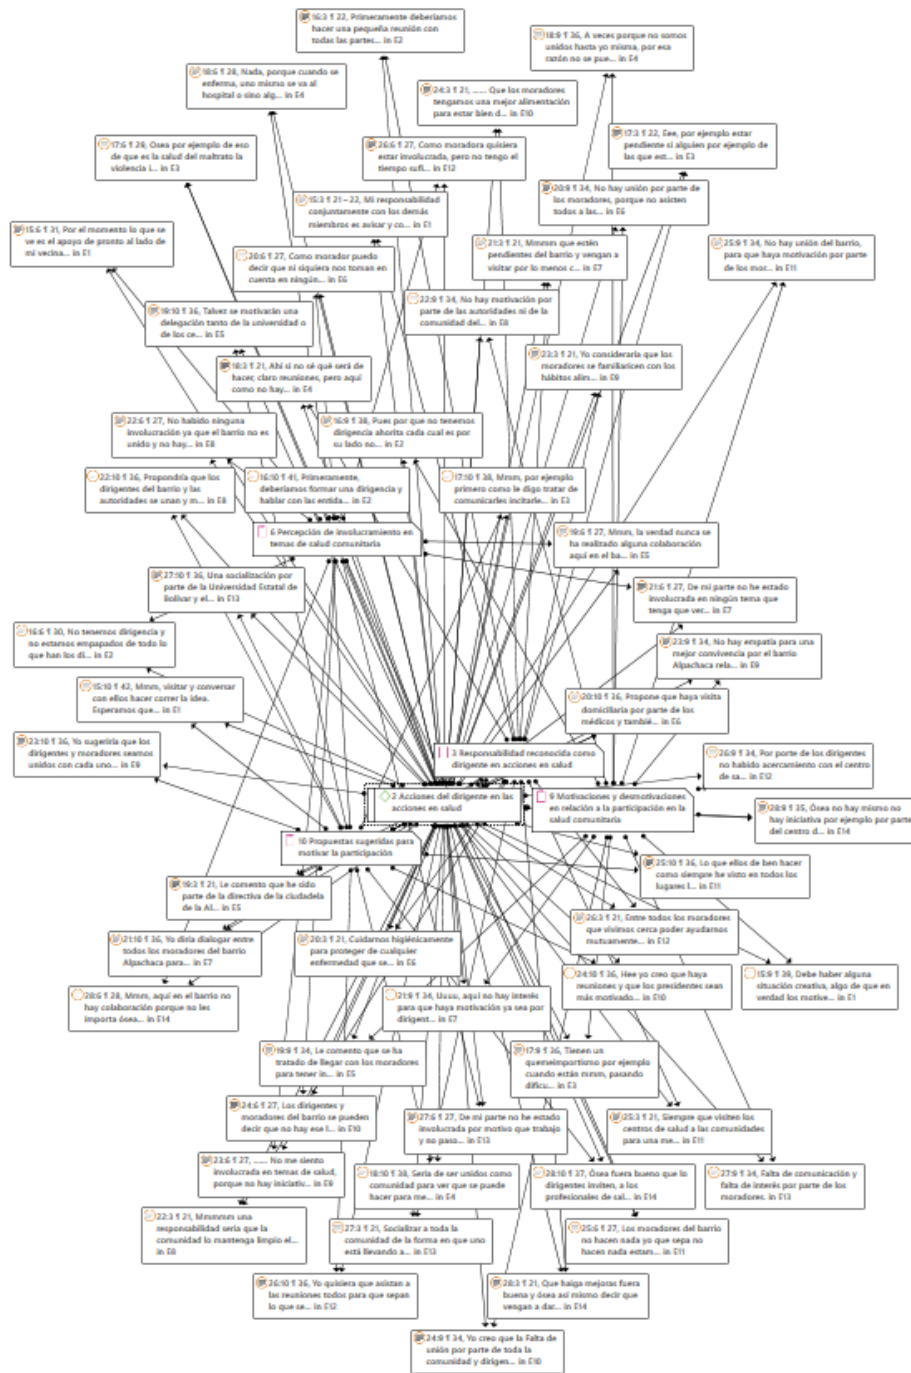 16:3 ¶ 22, Primeramente deberíamos
hacer una pequeña reunión con
todas las partes... in E2
18:9 ¶ 36, A veces porque no somos
unidos hasta yo misma, por esa
razón no se pue... in E4
18:6 ¶ 28, Nada, porque cuando se
enferma, uno mismo se va al
hospital o sino alg... in E4
24:3 ¶ 21, ...... Que los moradores
tengamos una mejor alimentación
para estar bien d... in E10
17:6 ¶ 29, Osea por ejemplo de eso
de que es la salud del maltrato la
violencia i... in E3
26:6 ¶ 27, Como moradora quisiera
estar involucrada, pero no tengo el
tiempo sufi... in E12
17:3 ¶ 22, Eee, por ejemplo estar
pendiente si alguien por ejemplo de
las que est... in E3
15:3 ¶ 21–22, Mi responsabilidad
conjuntamente con los demás
miembros es avisar y co... in E1
20:9 ¶ 34, No hay unión por parte de
los moradores, porque no asisten
todos a las... in E6
15:6 ¶ 31, Por el momento lo que se
ve es el apoyo de pronto al lado de
mi vecina... in E1
20:6 ¶ 27, Como morador puedo
decir que ni siquiera nos toman en
cuenta en ningún... in E6
21:3 ¶ 21, Mmmm que estén
pendientes del barrio y vengan a
visitar por lo menos c... in E7
25:9 ¶ 34, No hay unión del barrio,
para que haya motivación por parte
de los mor... in E11
19:10 ¶ 36, Talvez se motivarán una
delegación tanto de la universidad o
de los ce... in E5
22:9 ¶ 34, No hay motivación por
parte de las autoridades ni de la
comunidad del... in E8
18:3 ¶ 21, Ahí si no sé qué será de
hacer, claro reuniones, pero aquí
como no hay... in E4
23:3 ¶ 21, Yo consideraría que los
moradores se familiaricen con los
hábitos alim... in E9
22:6 ¶ 27, No habido ninguna
involucración ya que el barrio no es
unido y no hay... in E8
16:9 ¶ 38, Pues por que no tenemos
dirigencia ahorita cada cual es por
su lado no... in E2
22:10 ¶ 36, Propondría que los
dirigentes del barrio y las
autoridades se unan y m... in E8
16:10 ¶ 41, Primeramente,
deberíamos formar una dirigencia y
hablar con las entida... in E2
17:10 ¶ 38, Mmm, por ejemplo
primero como le digo tratar de
comunicarles incitarle... in E3
6 Percepción de involucramiento en
temas de salud comunitaria
19:6 ¶ 27, Mmm, la verdad nunca se
ha realizado alguna colaboración
aquí en el ba... in E5
27:10 ¶ 36, Una socialización por
parte de la Universidad Estatal de
Bolívar y el... in E13
21:6 ¶ 27, De mi parte no he estado
involucrada en ningún tema que
tenga que ver... in E7
16:6 ¶ 30, No tenemos dirigencia y
no estamos empapados de todo lo
que han los di... in E2
23:9 ¶ 34, No hay empatía para una
mejor convivencia por el barrio
Alpachaca rela... in E9
15:10 ¶ 42, Mmm, visitar y conversar
con ellos hacer correr la idea.
Esperamos que... in E1
20:10 ¶ 36, Propone que haya visita
domiciliaria por parte de los
médicos y tambié... in E6
23:10 ¶ 36, Yo sugeriría que los
dirigentes y moradores seamos
unidos con cada uno... in E9
3 Responsabilidad reconocida como
dirigente en acciones en salud
26:9 ¶ 34, Por porte de los dirigentes
no habido acercamiento con el centro
de sa... in E12
2 Acciones del dirigente en las
acciones en salud
9 Motivaciones y desmotivaciones
en relación a la participación en la
salud comunitaria
28:9 ¶ 35, Ósea no hay mismo no
hay iniciativa por ejemplo por parte
del centro d... in E14
10 Propuestas sugeridas para
motivar la participación
25:10 ¶ 36, Lo que ellos de ben hacer
como siempre he visto en todos los
lugares l... in E11
19:3 ¶ 21, Le comento que he sido
parte de la directiva de la ciudadela
de la Al... in E5
26:3 ¶ 21, Entre todos los moradores
que vivimos cerca poder ayudarnos
mutuamente... in E12
21:10 ¶ 36, Yo diría dialogar entre
todos los moradores del barrio
Alpachaca para... in E7
20:3 ¶ 21, Cuidarnos higiénicamente
para proteger de cualquier
enfermedad que se... in E6
24:10 ¶ 36, Hee yo creo que haya
reuniones y que los presidentes sean
más motivado... in E10
15:9 ¶ 39, Debe haber alguna
situación creativa, algo de que en
verdad los motive... in E1
28:6 ¶ 28, Mmm, aquí en el barrio no
hay colaboración porque no les
importa ósea... in E14
21:9 ¶ 34, Uuuu, aquí no hay interés
para que haya motivación ya sea por
dirigent... in E7
19:9 ¶ 34, Le comento que se ha
tratado de llegar con los moradores
para tener in... in E5
17:9 ¶ 36, Tienen un
quemeimportismo por ejemplo
cuando están mmm, pasando
dificu... in E3
24:6 ¶ 27, Los dirigentes y
moradores del barrio se pueden
decir que no hay ese l... in E10
27:6 ¶ 27, De mi parte no he estado
involucrada por motivo que trabajo
y no paso... in E13
25:3 ¶ 21, Siempre que visiten los
centros de salud a las comunidades
para una me... in E11
23:6 ¶ 27, ...... No me siento
involucrada en temas de salud,
porque no hay iniciativ... in E9
18:10 ¶ 38, Sería de ser unidos como
comunidad para ver que se puede
hacer para me... in E4
28:10 ¶ 37, Ósea fuera bueno que lo
dirigentes inviten, a los
profesionales de sal... in E14
27:9 ¶ 34, Falta de comunicación y
falta de interés por parte de los
moradores. in E13
22:3 ¶ 21, Mmmmm una
responsabilidad sería que la
comunidad lo mantenga limpio el...
in E8
27:3 ¶ 21, Socializar a toda la
comunidad de la forma en que uno
está llevando a... in E13
25:6 ¶ 27, Los moradores del barrio
no hacen nada yo que sepa no
hacen nada estam... in E11
26:10 ¶ 36, Yo quisiera que asistan a
las reuniones todos para que sepan
lo que se... in E12
28:3 ¶ 21, Que haiga mejoras fuera
buena y ósea así mismo decir que
vengan a dar... in E14
24:9 ¶ 34, Yo creo que la Falta de
unión por parte de toda la
comunidad y dirigen... in E10